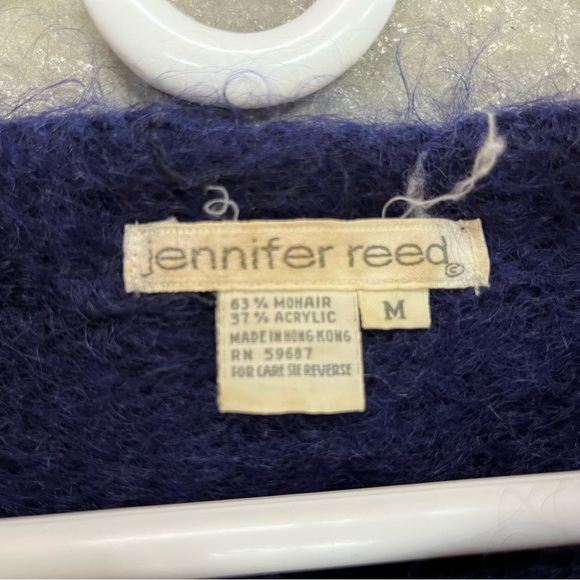 jennifer reed ©
63 % MOHAIR
37 % ACRYLIC
M
MADE IN HONG KONG
RN 59687
FOR CARE SEE REVERSE